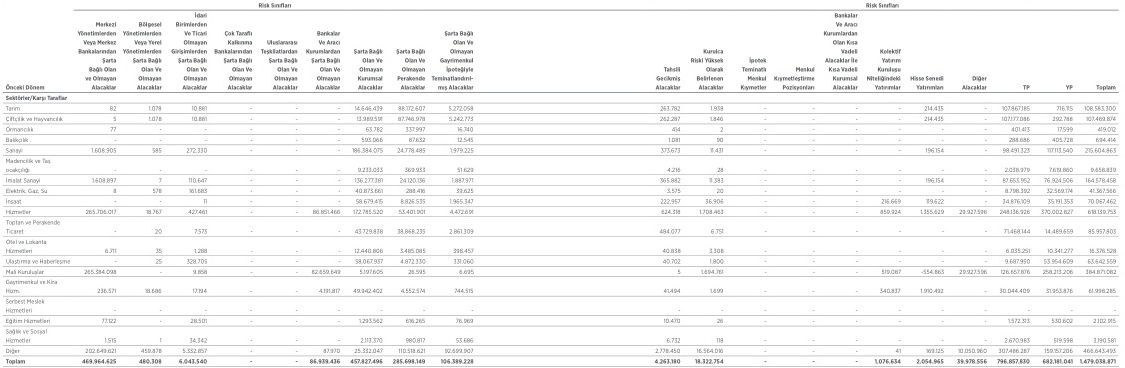 Risk Sınıfları Risk Sınıfları
Önceki Dönem | Merkezi Yönetimlerden Veya Merkez Bankalarından Şarta Bağlı Olan ve Olmayan Alacaklar | Bölgesel Yönetimlerden Veya Yerel Yönetimlerden Şarta Bağlı Olan Ve Olmayan Alacaklar | İdari Birimlerden Ve Ticari Olmayan Girişimlerden Şarta Bağlı Olan Ve Olmayan Alacaklar | Çok Taraflı Kalkınma Bankalarından Şarta Bağlı Olan Ve Olmayan Alacaklar | Uluslararası Teşkilatlardan Şarta Bağlı Olan Ve Olmayan Alacaklar | Bankalar Ve Aracı Kurumlardan Şarta Bağlı Olan Ve Olmayan Alacaklar | Şarta Bağlı Olan Ve Olmayan Kurumsal Alacaklar | Şarta Bağlı Olan Ve Olmayan Perakende Alacaklar | Şarta Bağlı Olan Ve Olmayan Gayrimenkul İpoteğiyle Teminatlandırılmış Alacaklar | Tahsili Gecikmiş Alacaklar | Kurulca Riski Yüksek Olarak Belirlenen Alacaklar | İpotek Teminatlı Menkul Kıymetler | Menkul Kıymetleştirme Pozisyonları | Bankalar Ve Aracı Kurumlardan Olan Kısa Vadeli Alacaklar İle Kısa Vadeli Kurumsal Alacaklar | Kolektif Yatırım Kuruluşu Niteliğindeki Yatırımlar | Hisse Senedi Yatırımları | Diğer Alacaklar | TP | YP | Toplam
Sektörler/Karşı Taraflar
Tarım 82 1.078 10.881 - - - 14.646.439 88.172.607 5.272.058 263.782 1.938 - - - - 214.435 - 107.867.185 716.115 108.583.300
Çiftçilik ve Hayvancılık 5 1.078 10.881 - - - 13.989.591 87.746.978 5.242.773 262.287 1.846 - - - - 214.435 - 107.177.086 292.788 107.469.874
Ormancılık 77 - - - - - 63.782 337.997 16.740 414 2 - - - - - - 401.413 17.599 419.012
Balıkçılık - - - - - - 593.066 87.632 12.545 1.081 90 - - - - - - 288.686 405.728 694.414
Sanayi 1.608.905 585 272.330 - - - 186.384.075 24.778.485 1.979.225 373.673 11.431 - - - - 196.154 - 98.491.323 117.113.540 215.604.863
Madencilik ve Taş
ocakçılığı - - - - - - 9.233.033 369.933 51.629 4.216 28 - - - - - - 2.038.979 7.619.860 9.658.839
İmalat Sanayi 1.608.897 7 110.647 - - - 136.277.381 24.120.136 1.887.971 365.882 11.383 - - - - 196.154 - 87.653.952 76.924.506 164.578.458
Elektrik, Gaz, Su 8 578 161.683 - - - 40.873.661 288.416 39.625 3.575 20 - - - - - - 8.798.392 32.569.174 41.367.566
İnşaat - - 11 - - - 58.679.415 8.826.535 1.965.347 222.957 36.906 - - - 216.669 119.622 - 34.876.109 35.191.353 70.067.462
Hizmetler 265.706.017 18.767 427.461 - - 86.851.466 172.785.520 53.401.901 4.472.691 624.318 1.708.463 - - - 859.924 1.355.629 29.927.596 248.136.926 370.002.827 618.139.753
Toptan ve Perakende
Ticaret - 20 7.573 - - - 43.729.838 38.868.235 2.861.309 484.077 6.751 - - - - - - 71.468.144 14.489.659 85.957.803
Otel ve Lokanta
Hizmetleri 6.711 35 1.288 - - - 12.440.806 3.485.085 398.457 40.838 3.308 - - - - - - 6.035.251 10.341.277 16.376.528
Ulaştırma ve Haberleşme - 25 328.705 - - - 58.067.937 4.872.330 331.060 40.702 1.800 - - - - - - 9.687.950 53.954.609 63.642.559
Mali Kuruluşlar 265.384.098 - 9.858 - - 82.659.649 5.197.605 26.595 6.695 5 1.694.761 - - - 519.087 -554.863 29.927.596 126.657.876 258.213.206 384.871.082
Gayrimenkul ve Kira
Hizm. 236.571 18.686 17.194 - - 4.191.817 49.942.402 4.552.574 744.515 41.494 1.699 - - - 340.837 1.910.492 - 30.044.409 31.953.876 61.998.285
Serbest Meslek
Hizmetleri - - - - - - - - - - - - - - - - - - - -
Eğitim Hizmetleri 77.122 - 28.501 - - - 1.293.562 616.265 76.969 10.470 26 - - - - - - 1.572.313 530.602 2.102.915
Sağlık ve Sosyal
Hizmetler 1.515 1 34.342 - - - 2.113.370 980.817 53.686 6.732 118 - - - - - - 2.670.983 519.598 3.190.581
Diğer 202.649.621 459.878 5.332.857 - - 87.970 25.332.047 110.518.621 92.699.907 2.778.450 16.564.016 - - - 41 169.125 10.050.960 307.486.287 159.157.206 466.643.493
Toplam 469.964.625 480.308 6.043.540 - - 86.939.436 457.827.496 285.698.149 106.389.228 4.263.180 18.322.754 - - - 1.076.634 2.054.965 39.978.556 796.857.830 682.181.041 1.479.038.871